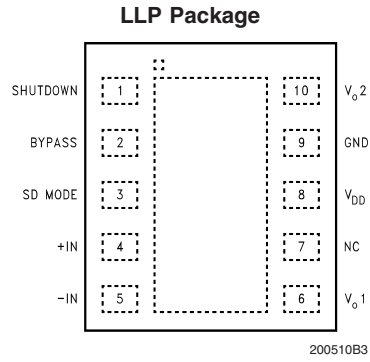 LLP Package
SHUTDOWN 1 10 Vo2
BYPASS 2 9 GND
SD MODE 3 8 VDD
+IN 4 7 NC
-IN 5 6 Vo1
200510B3